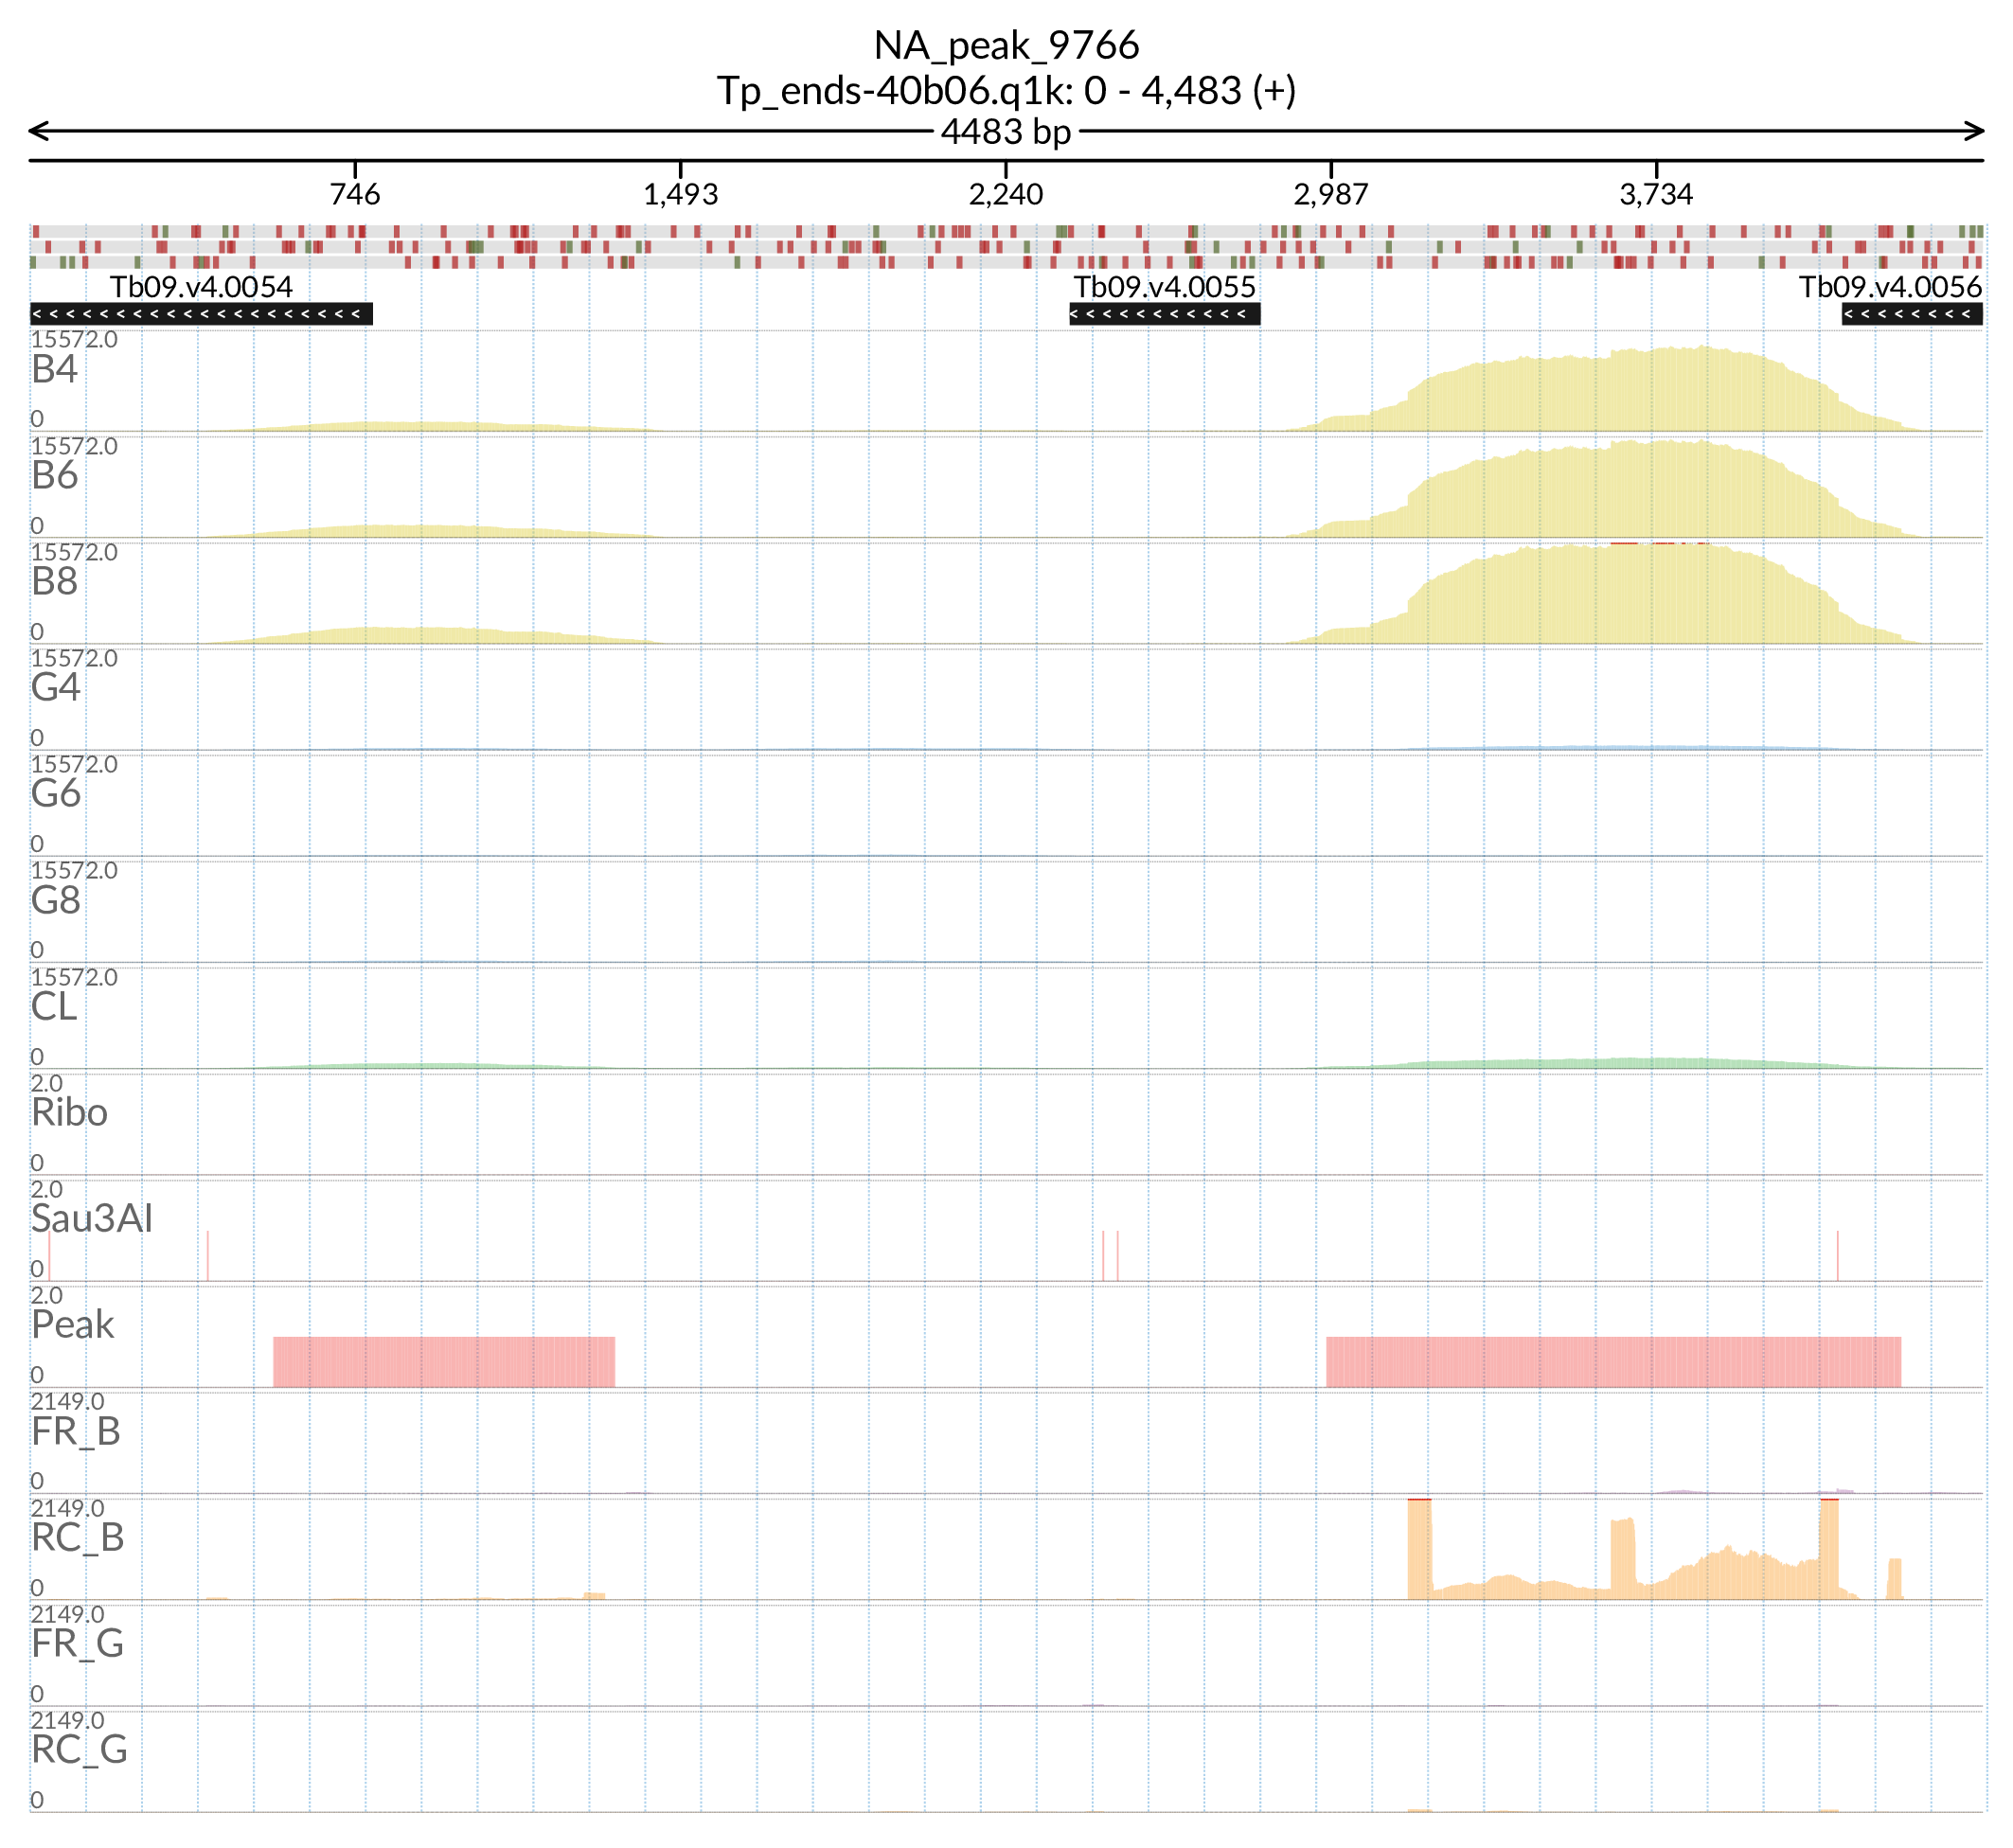 NA_peak_9766
Tp_ends-40b06.q1k: 0 - 4,483 (+)
4483 bp
746 1,493 2,240 2,987 3,734
Tb09.v4.0054 Tb09.v4.0055 Tb09.v4.0056
15572.0
B4
0
15572.0
B6
0
15572.0
B8
0
15572.0
G4
0
15572.0
G6
0
15572.0
G8
0
15572.0
CL
0
2.0
Ribo
0
2.0
Sau3AI
0
2.0
Peak
0
2149.0
FR_B
0
2149.0
RC_B
0
2149.0
FR_G
0
2149.0
RC_G
0